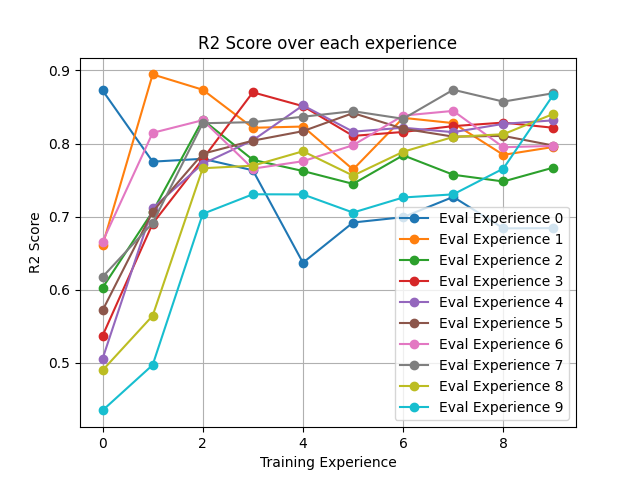 R2 Score over each experience
0.9
0.8
0.7
0.6
0.5
R2 Score
0 2 4 6 8
Training Experience
Eval Experience 0
Eval Experience 1
Eval Experience 2
Eval Experience 3
Eval Experience 4
Eval Experience 5
Eval Experience 6
Eval Experience 7
Eval Experience 8
Eval Experience 9